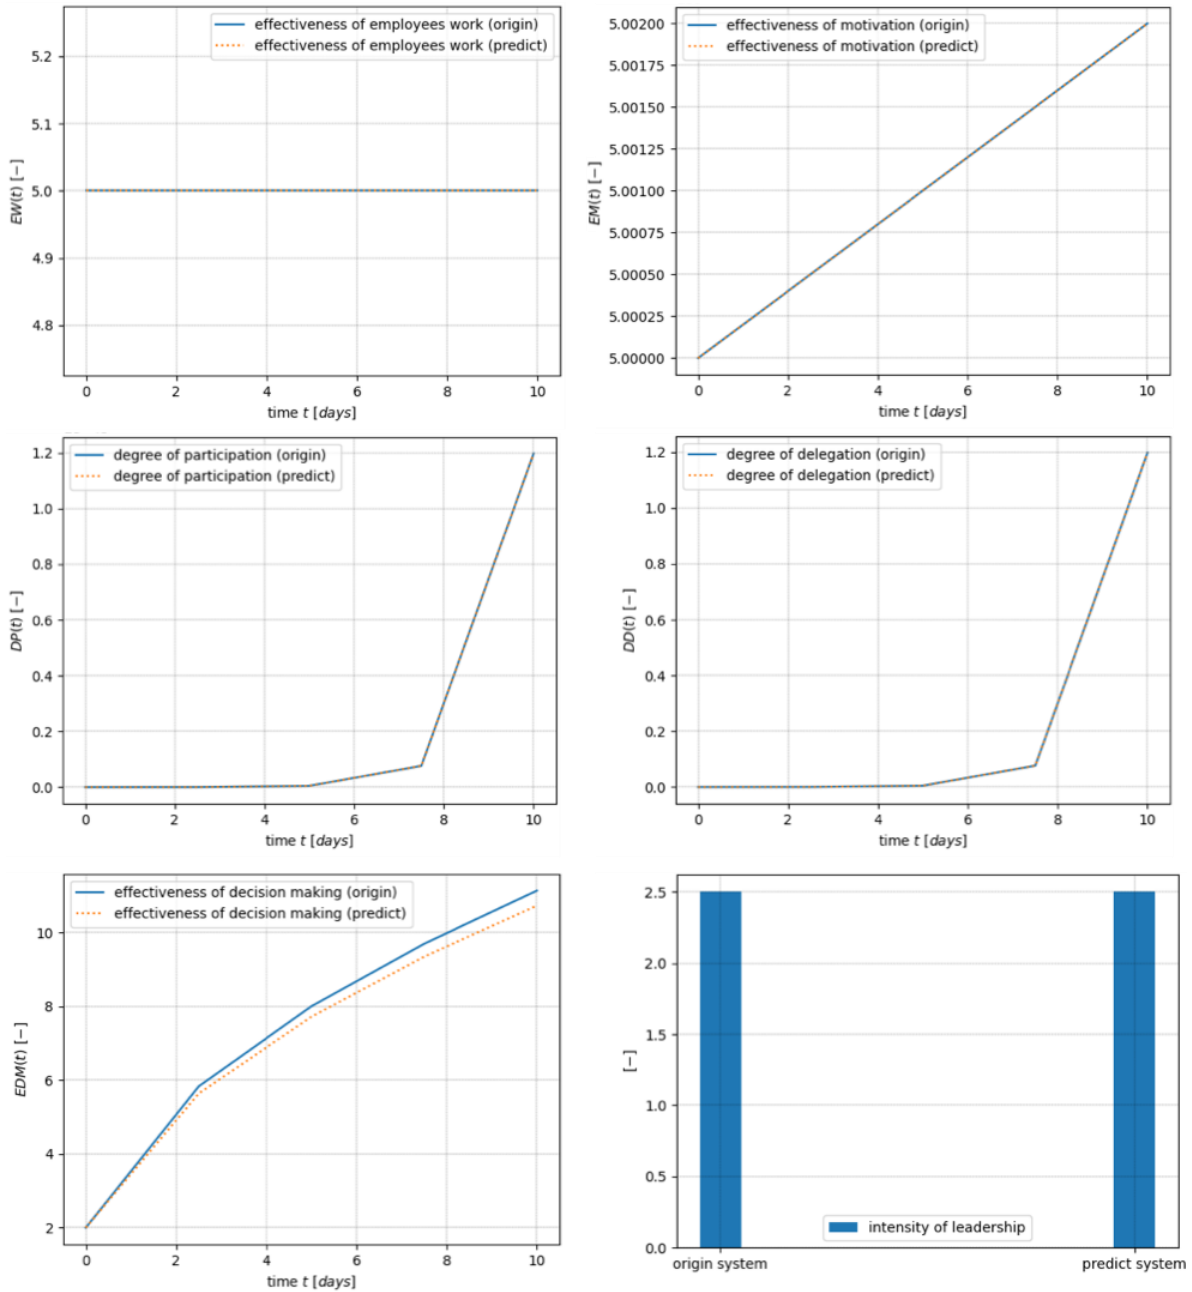 effectiveness of employees work (origin)
effectiveness of employees work (predict)
5.2
5.1
5.0
4.9
4.8
EW(t) [−]
0 2 4 6 8 10
time t [days]
effectiveness of motivation (origin)
effectiveness of motivation (predict)
5.00200
5.00175
5.00150
5.00125
5.00100
5.00075
5.00050
5.00025
5.00000
EM(t) [−]
0 2 4 6 8 10
time t [days]
degree of participation (origin)
degree of participation (predict)
1.2
1.0
0.8
0.6
0.4
0.2
0.0
DP(t) [−]
0 2 4 6 8 10
time t [days]
degree of delegation (origin)
degree of delegation (predict)
1.2
1.0
0.8
0.6
0.4
0.2
0.0
DD(t) [−]
0 2 4 6 8 10
time t [days]
effectiveness of decision making (origin)
effectiveness of decision making (predict)
10
8
6
4
2
EDM(t) [−]
0 2 4 6 8 10
time t [days]
2.5
2.0
1.5
1.0
0.5
0.0
[−]
intensity of leadership
origin system predict system